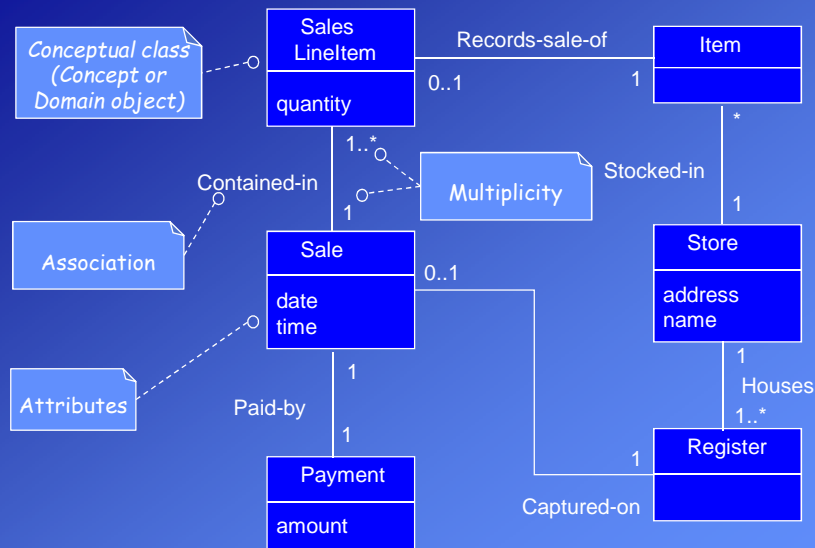 Conceptual class
(Concept or
Domain object)
Sales
LineItem
quantity
Records-sale-of
0..1
1
Item
*
1..*
Contained-in
Multiplicity
Stocked-in
1
1
Association
Sale
date
time
0..1
Store
address
name
Attributes
1
Paid-by
1
1
Houses
1..*
Payment
amount
1
Register
Captured-on